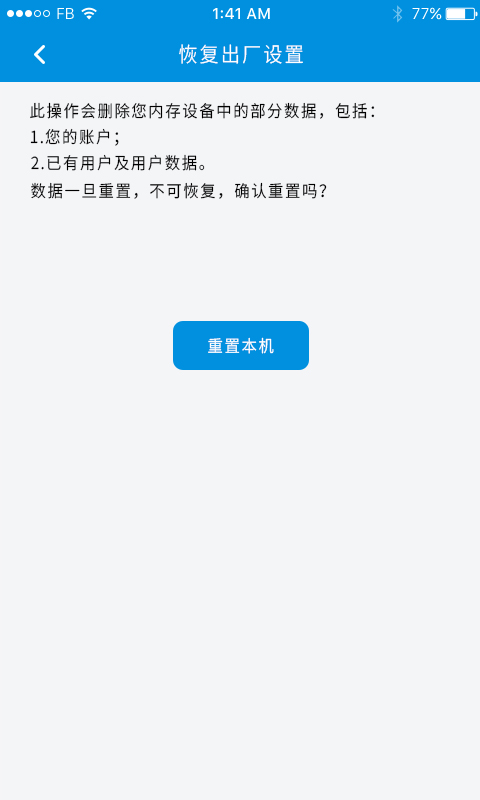 FB 1:41 AM 77%
恢复出厂设置
此操作会删除您内存设备中的部分数据，包括：
1.您的账户；
2.已有用户及用户数据。
数据一旦重置，不可恢复，确认重置吗？
重置本机